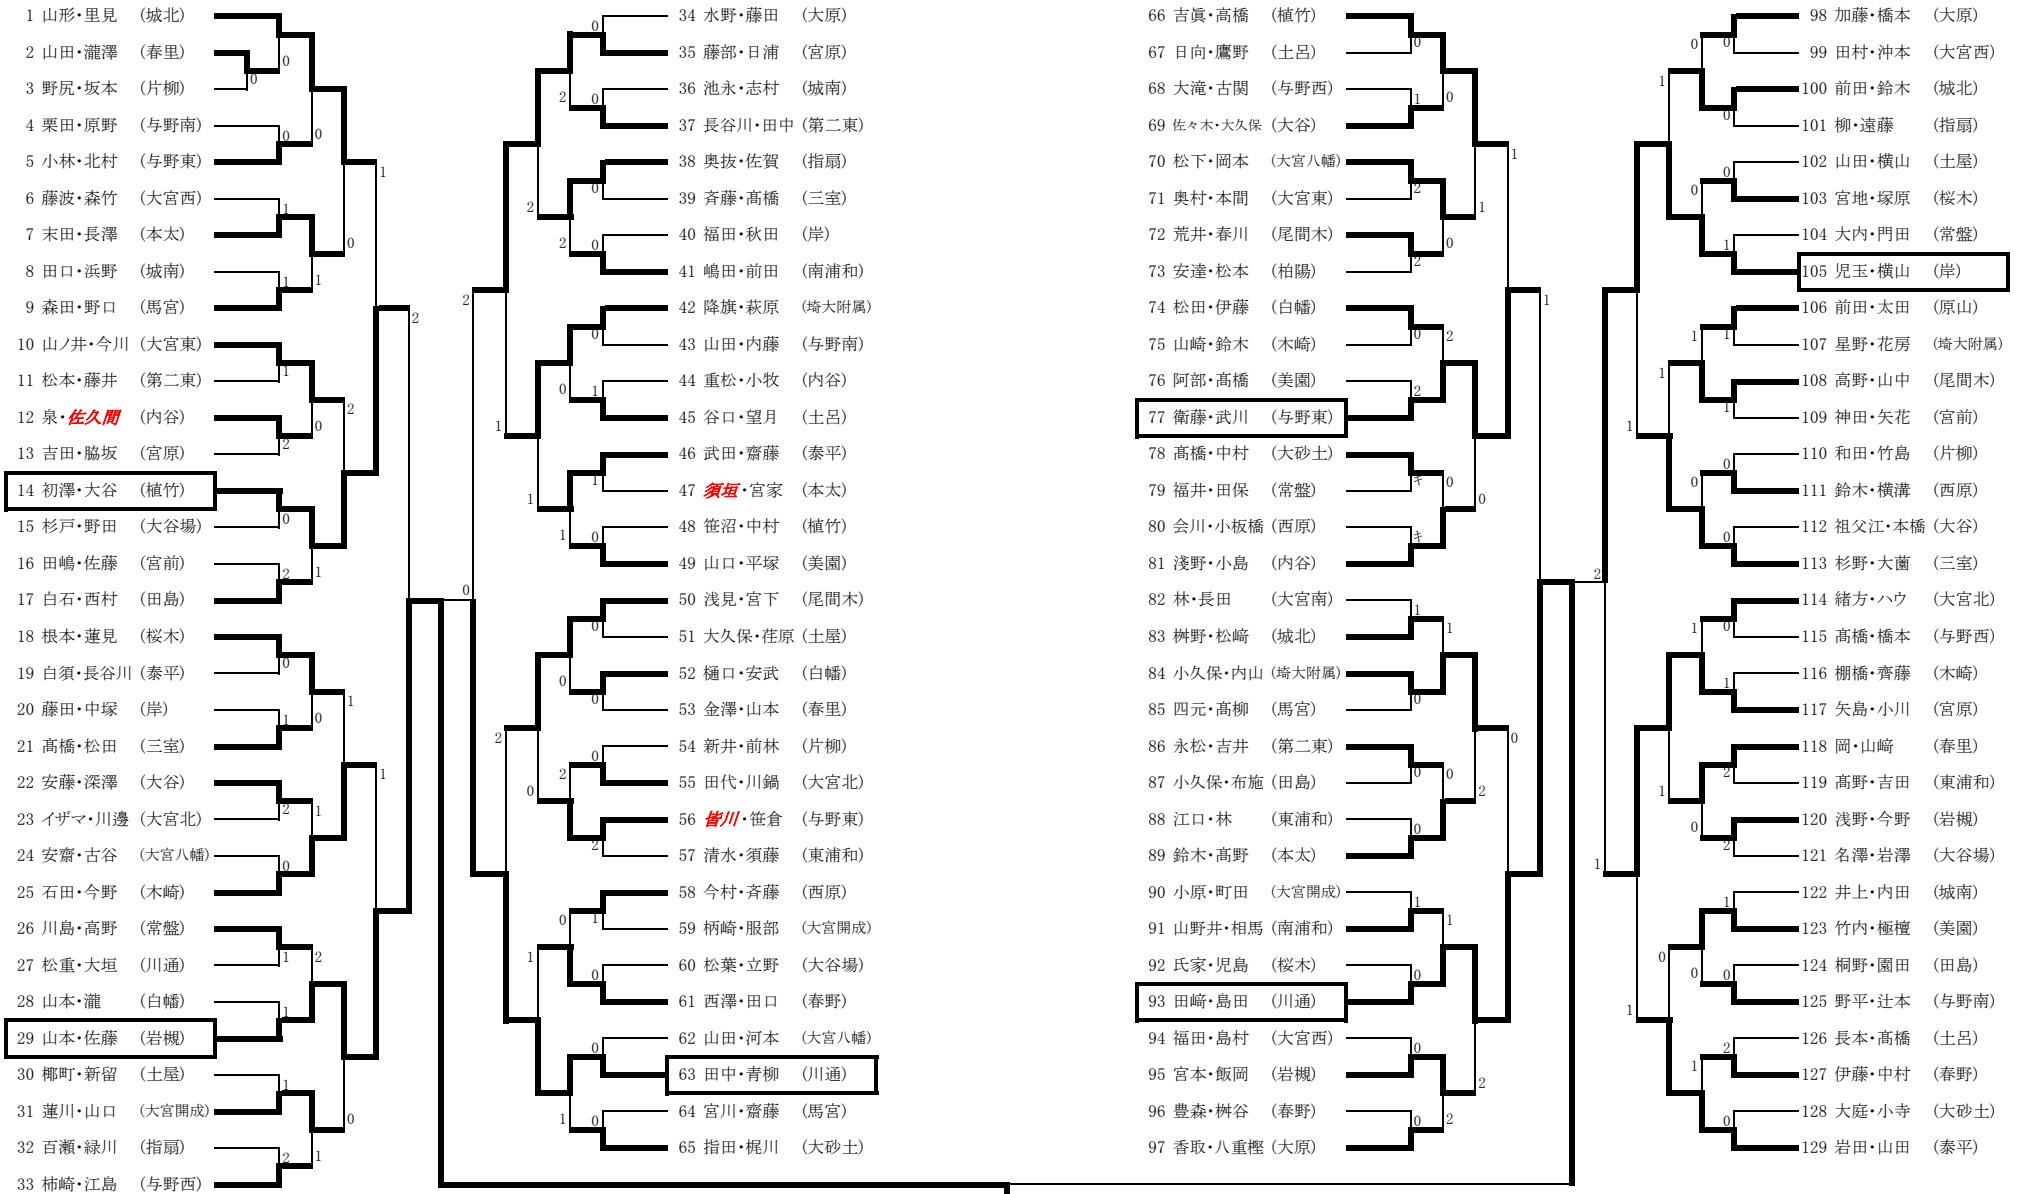 1 山形・里見 (城北)
2 山田・瀧澤 (春里)
3 野尻・坂本 (片柳)
4 栗田・原野 (与野南)
5 小林・北村 (与野東)
6 藤波・森竹 (大宮西)
7 末田・長澤 (本太)
8 田口・浜野 (城南)
9 森田・野口 (馬宮)
10 山ノ井・今川 (大宮東)
11 松本・藤井 (第二東)
12 泉・佐久間 (内谷)
13 吉田・脇坂 (宮原)
14 初澤・大谷 (植竹)
15 杉戸・野田 (大谷場)
16 田嶋・佐藤 (宮前)
17 白石・西村 (田島)
18 根本・蓮見 (桜木)
19 白須・長谷川 (泰平)
20 藤田・中塚 (岸)
21 髙橋・松田 (三室)
22 安藤・深澤 (大谷)
23 イザマ・川邊 (大宮北)
24 安齋・古谷 (大宮八幡)
25 石田・今野 (木崎)
26 川島・高野 (常盤)
27 松重・大垣 (川通)
28 山本・瀧 (白幡)
29 山本・佐藤 (岩槻)
30 梛町・新留 (土屋)
31 蓮川・山口 (大宮開成)
32 百瀬・緑川 (指扇)
33 柿崎・江島 (与野西)
34 水野・藤田 (大原)
35 藤部・日浦 (宮原)
36 池永・志村 (城南)
37 長谷川・田中 (第二東)
38 奥抜・佐賀 (指扇)
39 斉藤・髙橋 (三室)
40 福田・秋田 (岸)
41 嶋田・前田 (南浦和)
42 降旗・萩原 (埼大附属)
43 山田・内藤 (与野南)
44 重松・小牧 (内谷)
45 谷口・望月 (土呂)
46 武田・齋藤 (泰平)
47 須垣・宮家 (本太)
48 笹沼・中村 (植竹)
49 山口・平塚 (美園)
50 浅見・宮下 (尾間木)
51 大久保・荏原 (土屋)
52 樋口・安武 (白幡)
53 金澤・山本 (春里)
54 新井・前林 (片柳)
55 田代・川鍋 (大宮北)
56 皆川・笹倉 (与野東)
57 清水・須藤 (東浦和)
58 今村・斉藤 (西原)
59 柄崎・服部 (大宮開成)
60 松葉・立野 (大谷場)
61 西澤・田口 (春野)
62 山田・河本 (大宮八幡)
63 田中・青柳 (川通)
64 宮川・齋藤 (馬宮)
65 指田・梶川 (大砂土)
66 吉眞・高橋 (植竹)
67 日向・鷹野 (土呂)
68 大滝・古関 (与野西)
69 佐々木・大久保 (大谷)
70 松下・岡本 (大宮八幡)
71 奥村・本間 (大宮東)
72 荒井・春川 (尾間木)
73 安達・松本 (柏陽)
74 松田・伊藤 (白幡)
75 山崎・鈴木 (木崎)
76 阿部・髙橋 (美園)
77 衛藤・武川 (与野東)
78 髙橋・中村 (大砂土)
79 福井・田保 (常盤)
80 会川・小板橋 (西原)
81 淺野・小島 (内谷)
82 林・長田 (大宮南)
83 桝野・松﨑 (城北)
84 小久保・内山 (埼大附属)
85 四元・髙柳 (馬宮)
86 永松・吉井 (第二東)
87 小久保・布施 (田島)
88 江口・林 (東浦和)
89 鈴木・髙野 (本太)
90 小原・町田 (大宮開成)
91 山野井・相馬 (南浦和)
92 氏家・児島 (桜木)
93 田﨑・島田 (川通)
94 福田・島村 (大宮西)
95 宮本・飯岡 (岩槻)
96 豊森・桝谷 (春野)
97 香取・八重樫 (大原)
98 加藤・橋本 (大原)
99 田村・沖本 (大宮西)
100 前田・鈴木 (城北)
101 柳・遠藤 (指扇)
102 山田・横山 (土屋)
103 宮地・塚原 (桜木)
104 大内・門田 (常盤)
105 児玉・横山 (岸)
106 前田・太田 (原山)
107 星野・花房 (埼大附属)
108 高野・山中 (尾間木)
109 神田・矢花 (宮前)
110 和田・竹島 (片柳)
111 鈴木・横溝 (西原)
112 祖父江・本橋 (大谷)
113 杉野・大薗 (三室)
114 緒方・ハウ (大宮北)
115 髙橋・橋本 (与野西)
116 棚橋・齊藤 (木崎)
117 矢島・小川 (宮原)
118 岡・山﨑 (春里)
119 髙野・吉田 (東浦和)
120 浅野・今野 (岩槻)
121 名澤・岩澤 (大谷場)
122 井上・内田 (城南)
123 竹内・極檀 (美園)
124 桐野・園田 (田島)
125 野平・辻本 (与野南)
126 長本・髙橋 (土呂)
127 伊藤・中村 (春野)
128 大庭・小寺 (大砂土)
129 岩田・山田 (泰平)